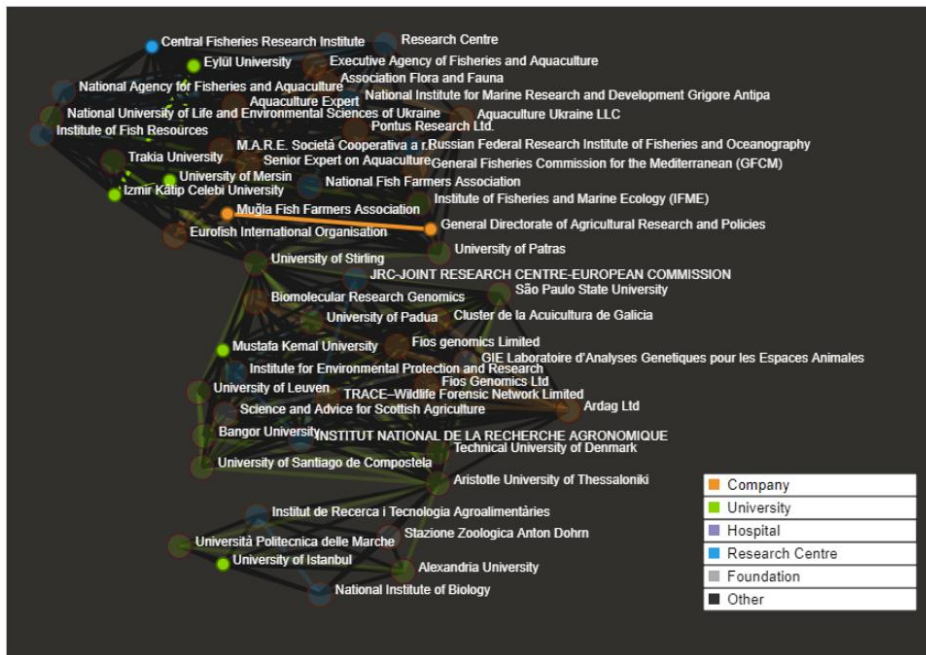 Central Fisheries Research Institute
Research Centre
Eylül University
Executive Agency of Fisheries and Aquaculture
Association Flora and Fauna
National Agency for Fisheries and Aquaculture
National Institute for Marine Research and Development Grigore Antipa
Aquaculture Expert
National University of Life and Environmental Sciences of Ukraine
Aquaculture Ukraine LLC
Pontus Research Ltd.
Institute of Fish Resources
M.A.R.E. Società Cooperativa a r.
Russian Federal Research Institute of Fisheries and Oceanography
Trakia University
Senior Expert on Aquaculture
General Fisheries Commission for the Mediterranean (GFCM)
University of Mersin
National Fish Farmers Association
Izmir Kâtip Celebi University
Institute of Fisheries and Marine Ecology (IFME)
Muğla Fish Farmers Association
General Directorate of Agricultural Research and Policies
Eurofish International Organisation
University of Patras
University of Stirling
JRC-JOINT RESEARCH CENTRE-EUROPEAN COMMISSION
São Paulo State University
Biomolecular Research Genomics
University of Padua
Cluster de la Acuicultura de Galicia
Mustafa Kemal University
Fios genomics Limited
GIE Laboratoire d'Analyses Genetiques pour les Espaces Animales
Institute for Environmental Protection and Research
Fios Genomics Ltd
University of Leuven
TRACE–Wildlife Forensic Network Limited
Science and Advice for Scottish Agriculture
Ardag Ltd
Bangor University
INSTITUT NATIONAL DE LA RECHERCHE AGRONOMIQUE
Technical University of Denmark
University of Santiago de Compostela
Aristotle University of Thessaloniki
Institut de Recerca i Tecnologia Agroalimentàries
Stazione Zoologica Anton Dohrn
Università Politecnica delle Marche
University of Istanbul
Alexandria University
National Institute of Biology
Company
University
Hospital
Research Centre
Foundation
Other